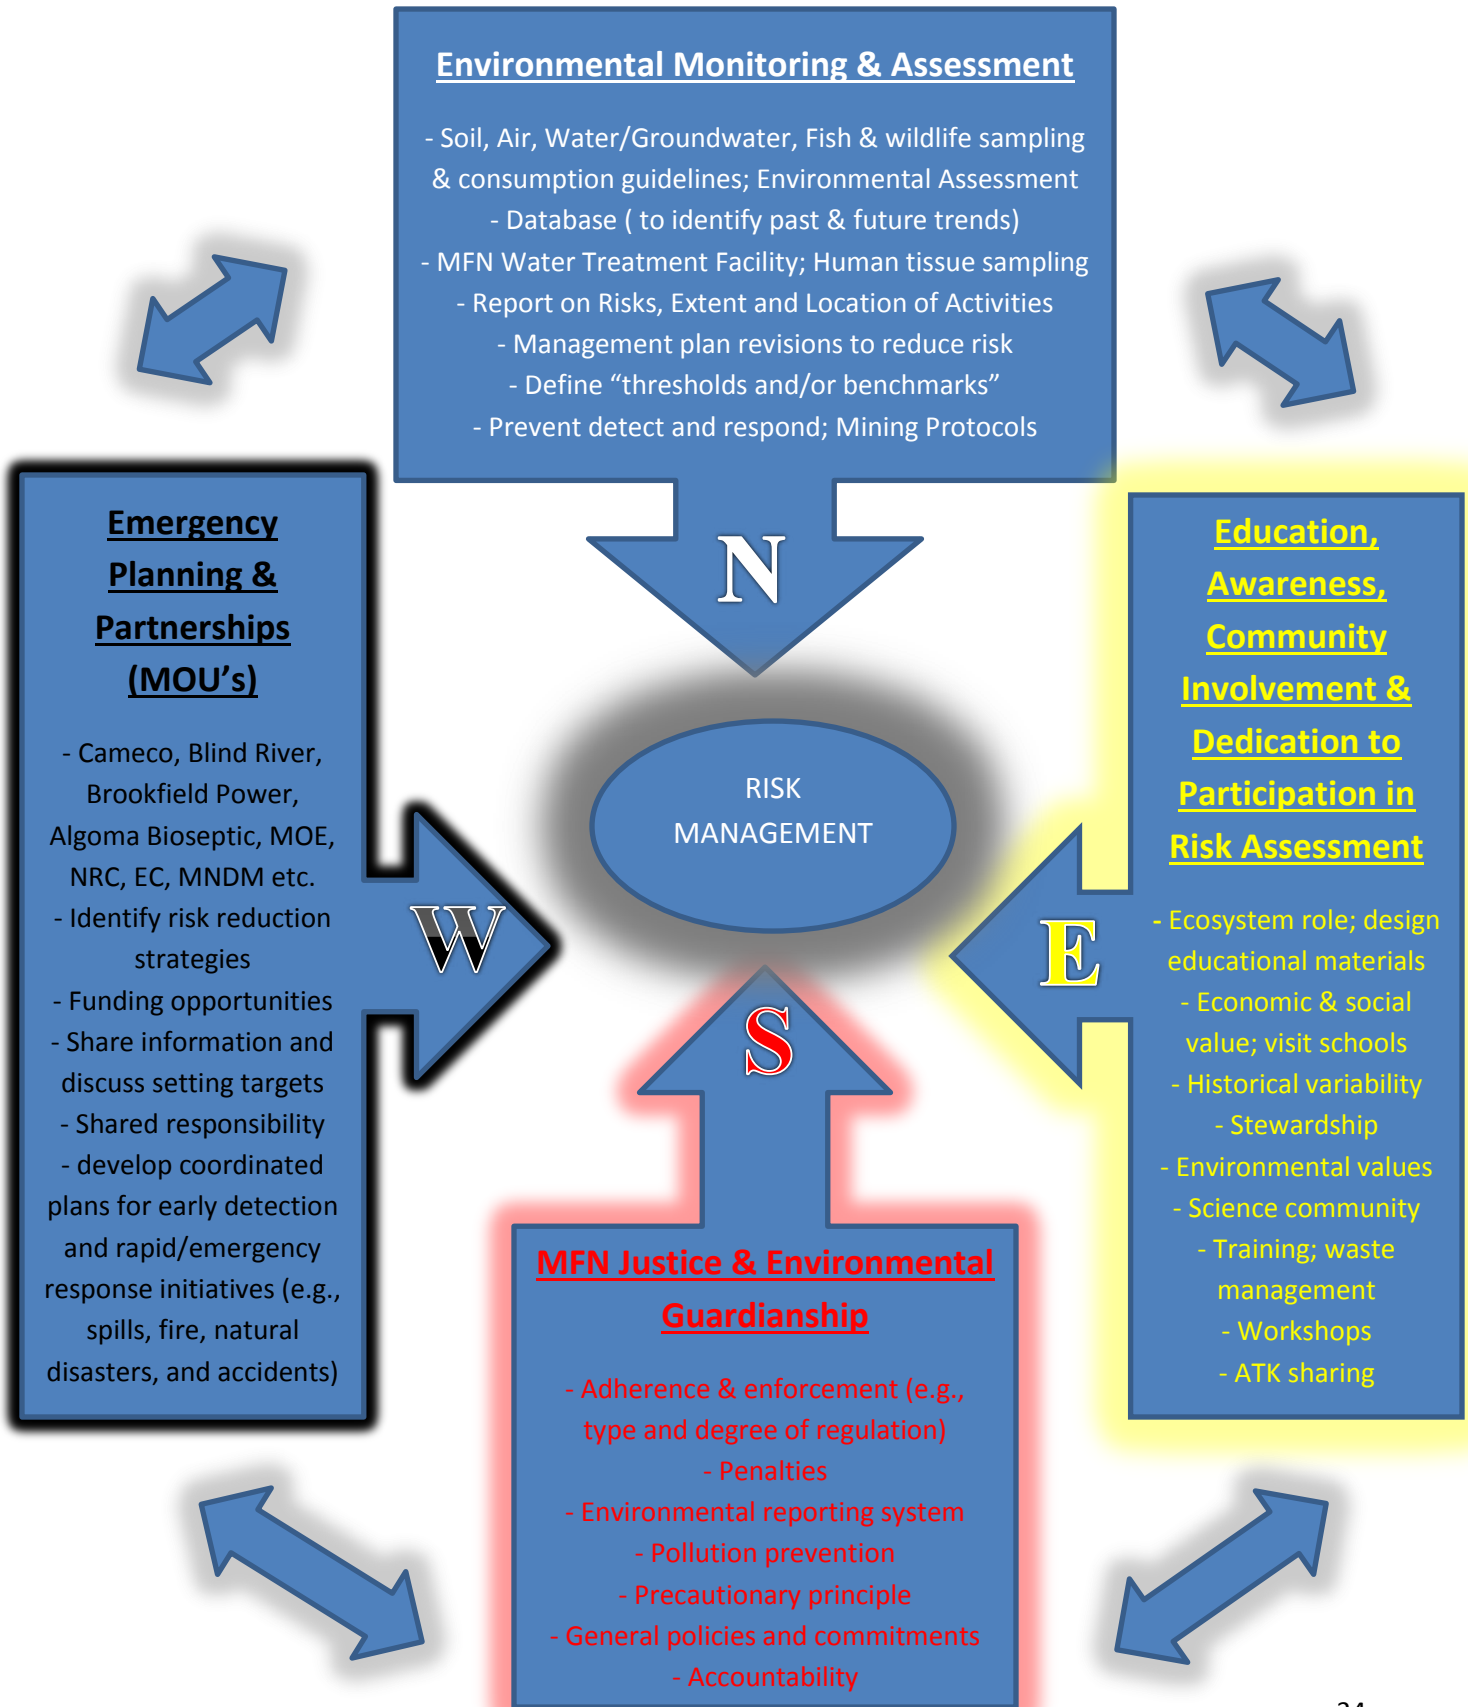 Environmental Monitoring & Assessment
- Soil, Air, Water/Groundwater, Fish & wildlife sampling
& consumption guidelines; Environmental Assessment
- Database ( to identify past & future trends)
- MFN Water Treatment Facility; Human tissue sampling
- Report on Risks, Extent and Location of Activities
- Management plan revisions to reduce risk
- Define “thresholds and/or benchmarks”
- Prevent detect and respond; Mining Protocols
N
Emergency
Planning &
Partnerships
(MOU’s)
- Cameco, Blind River,
Brookfield Power,
Algoma Bioseptic, MOE,
NRC, EC, MNDM etc.
- Identify risk reduction
strategies
- Funding opportunities
- Share information and
discuss setting targets
- Shared responsibility
- develop coordinated
plans for early detection
and rapid/emergency
response initiatives (e.g.,
spills, fire, natural
disasters, and accidents)
W
RISK
MANAGEMENT
Education,
Awareness,
Community
Involvement &
Dedication to
Participation in
Risk Assessment
- Ecosystem role; design
educational materials
- Economic & social
value; visit schools
- Historical variability
- Stewardship
- Environmental values
- Science community
- Training; waste
management
- Workshops
- ATK sharing
E
S
MFN Justice & Environmental
Guardianship
- Adherence & enforcement (e.g.,
type and degree of regulation)
- Penalties
- Environmental reporting system
- Pollution prevention
- Precautionary principle
- General policies and commitments
- Accountability